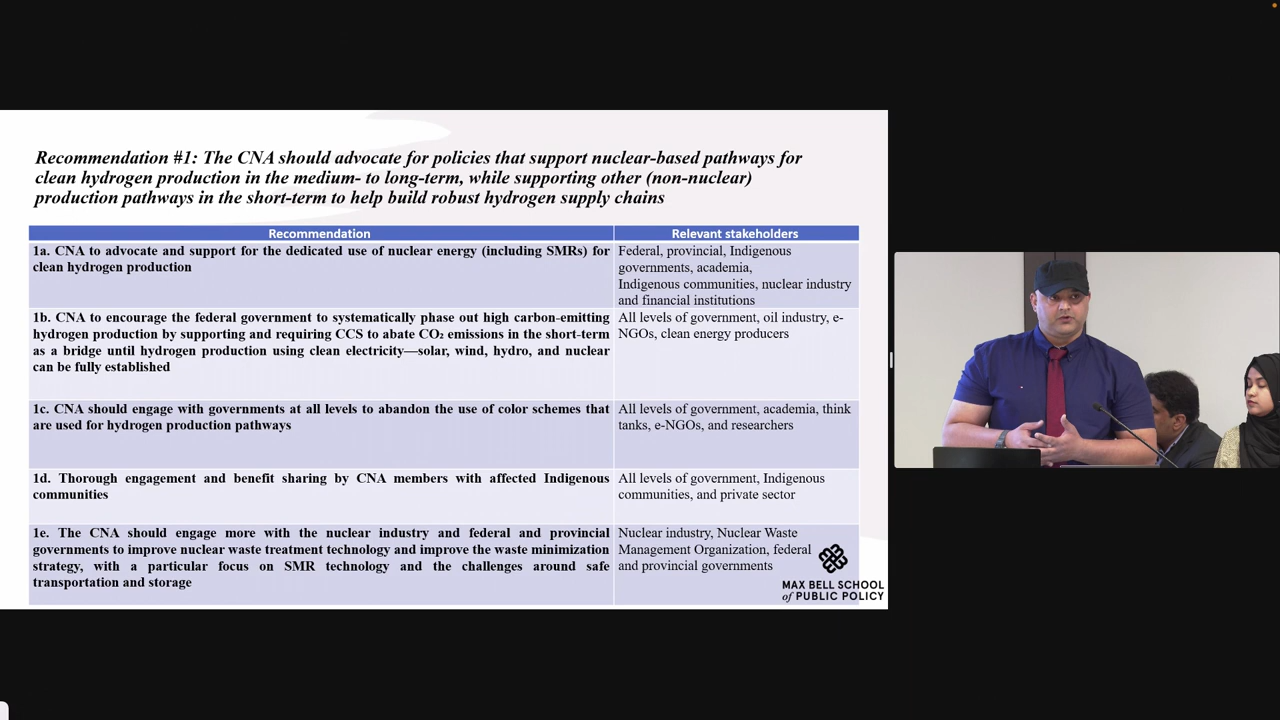 Recommendation #1: The CNA should advocate for policies that support nuclear-based pathways for
clean hydrogen production in the medium- to long-term, while supporting other (non-nuclear)
production pathways in the short-term to help build robust hydrogen supply chains
Recommendation
Relevant stakeholders
1a. CNA to advocate and support for the dedicated use of nuclear energy (including SMRs) for
clean hydrogen production
Federal, provincial, Indigenous
governments, academia,
Indigenous communities, nuclear industry
and financial institutions
1b. CNA to encourage the federal government to systematically phase out high carbon-emitting
hydrogen production by supporting and requiring CCS to abate CO₂ emissions in the short-term
as a bridge until hydrogen production using clean electricity—solar, wind, hydro, and nuclear
can be fully established
All levels of government, oil industry, e-
NGOs, clean energy producers
1c. CNA should engage with governments at all levels to abandon the use of color schemes that
are used for hydrogen production pathways
All levels of government, academia, think
tanks, e-NGOs, and researchers
1d. Thorough engagement and benefit sharing by CNA members with affected Indigenous
communities
All levels of government, Indigenous
communities, and private sector
1e. The CNA should engage more with the nuclear industry and federal and provincial
governments to improve nuclear waste treatment technology and improve the waste minimization
strategy, with a particular focus on SMR technology and the challenges around safe
transportation and storage
Nuclear industry, Nuclear Waste
Management Organization, federal
and provincial governments
MAX BELL SCHOOL
of PUBLIC POLICY